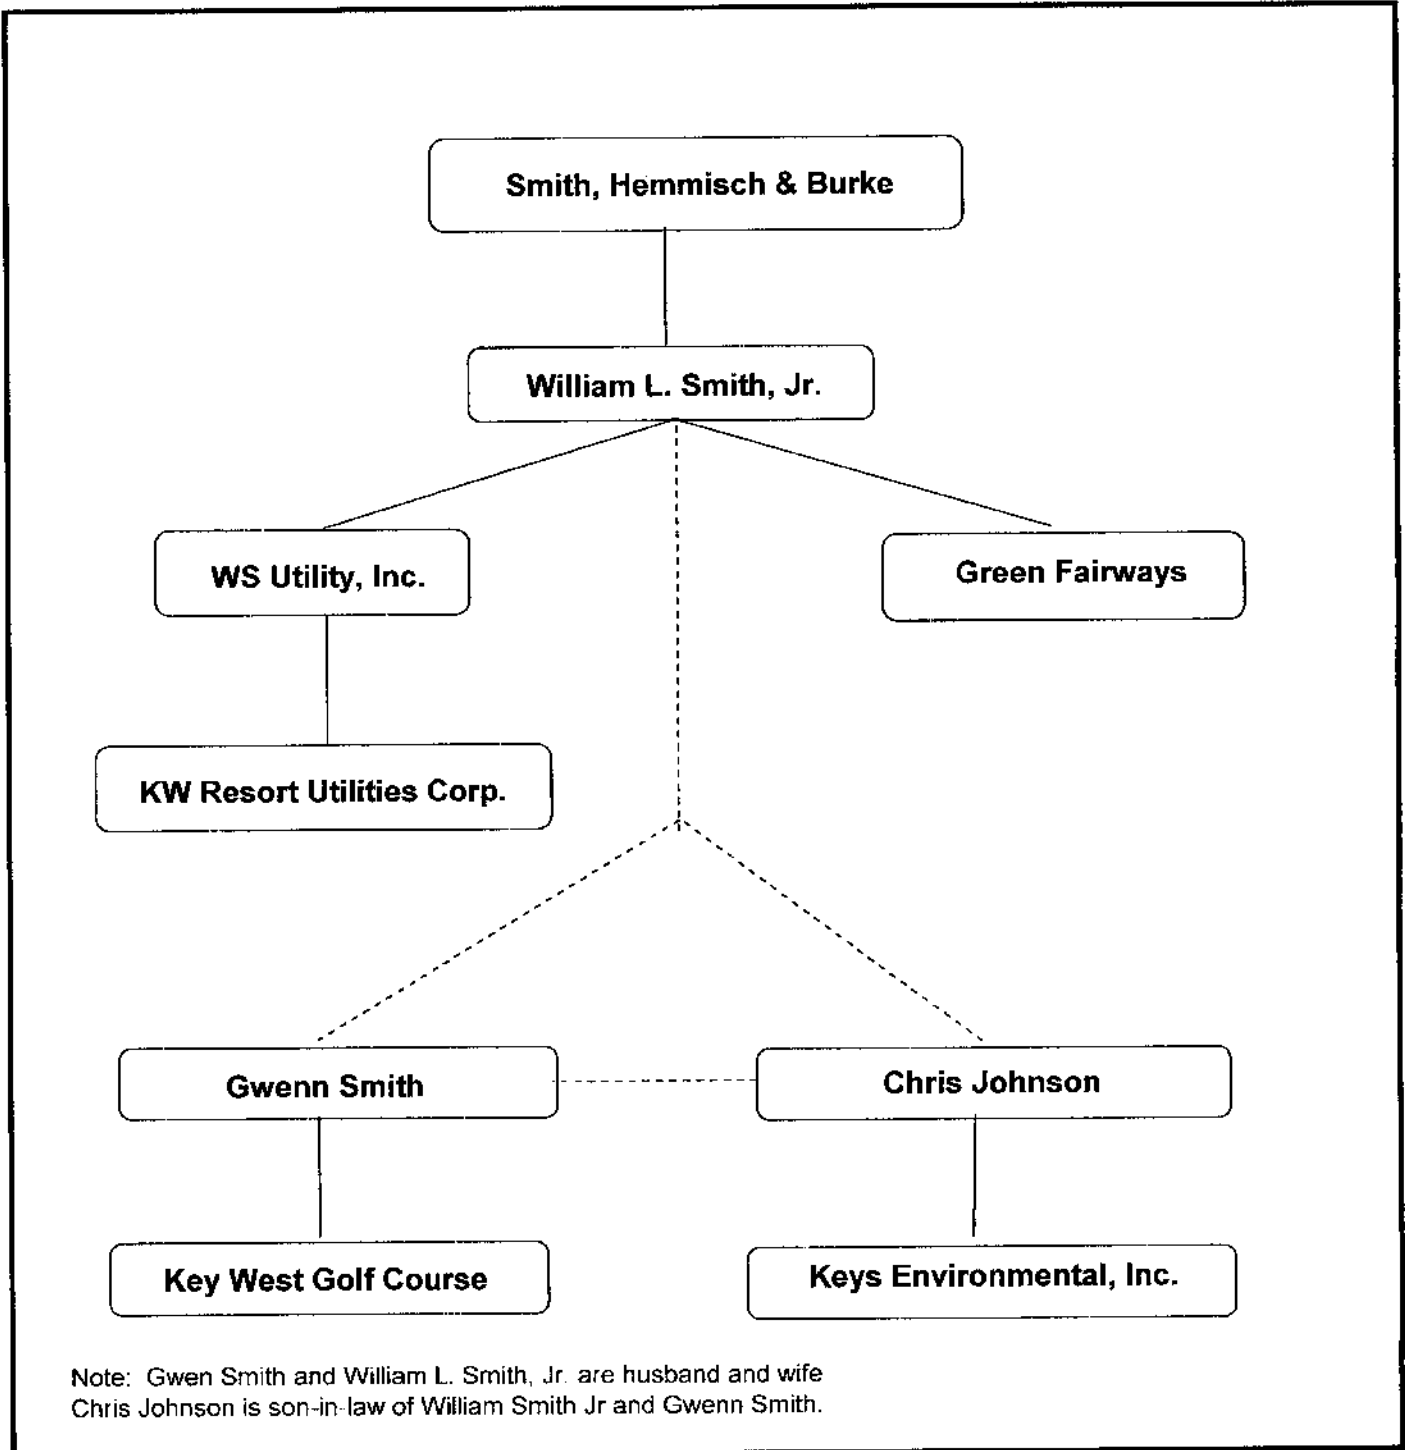 Smith, Hemmisch & Burke
William L. Smith, Jr.
WS Utility, Inc.
Green Fairways
KW Resort Utilities Corp.
Gwenn Smith
Chris Johnson
Key West Golf Course
Keys Environmental, Inc.
Note: Gwen Smith and William L. Smith, Jr. are husband and wife
Chris Johnson is son-in-law of William Smith Jr and Gwenn Smith.